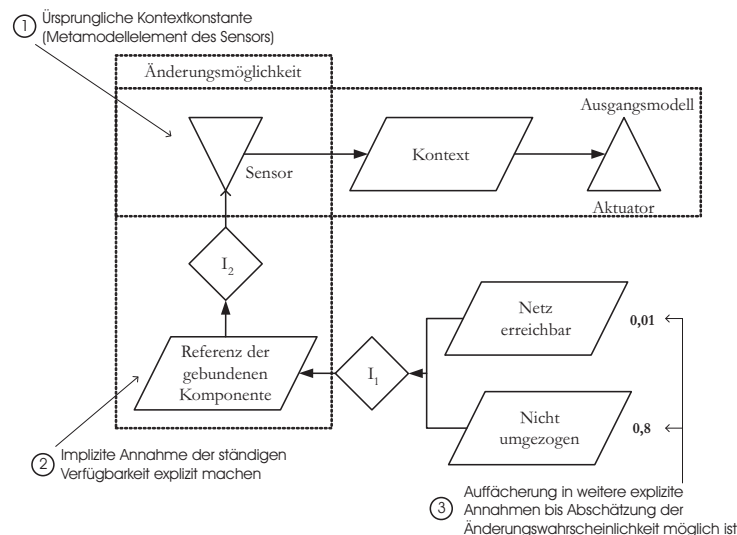 1 Ürsprungliche Kontextkonstante
(Metamodellelement des Sensors)
Änderungsmöglichkeit
Ausgangsmodell
Sensor
Kontext
Aktuator
I2
Referenz der
gebundenen
Komponente
I1
Netz
erreichbar
0,01
Nicht
umgezogen
0,8
2 Implizite Annahme der ständigen
Verfügbarkeit explizit machen
3 Auffächerung in weitere explizite
Annahmen bis Abschätzung der
Änderungswahrscheinlichkeit möglich ist